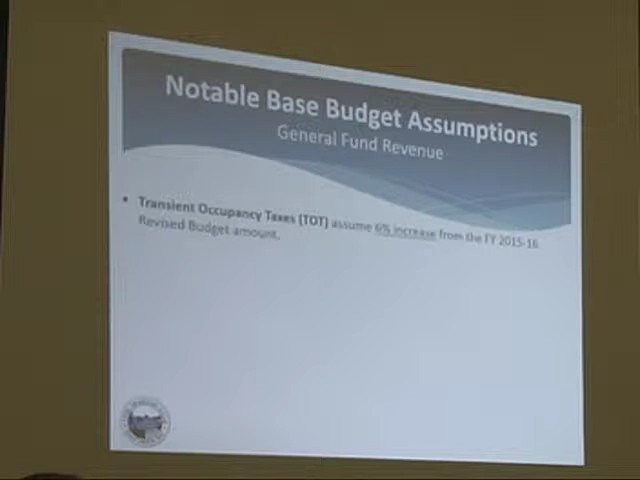 Notable Base Budget Assumptions
General Fund Revenue
• Transient Occupancy Taxes (TOT) assume 6% increase from the FY 2015-16
Revised Budget amount.